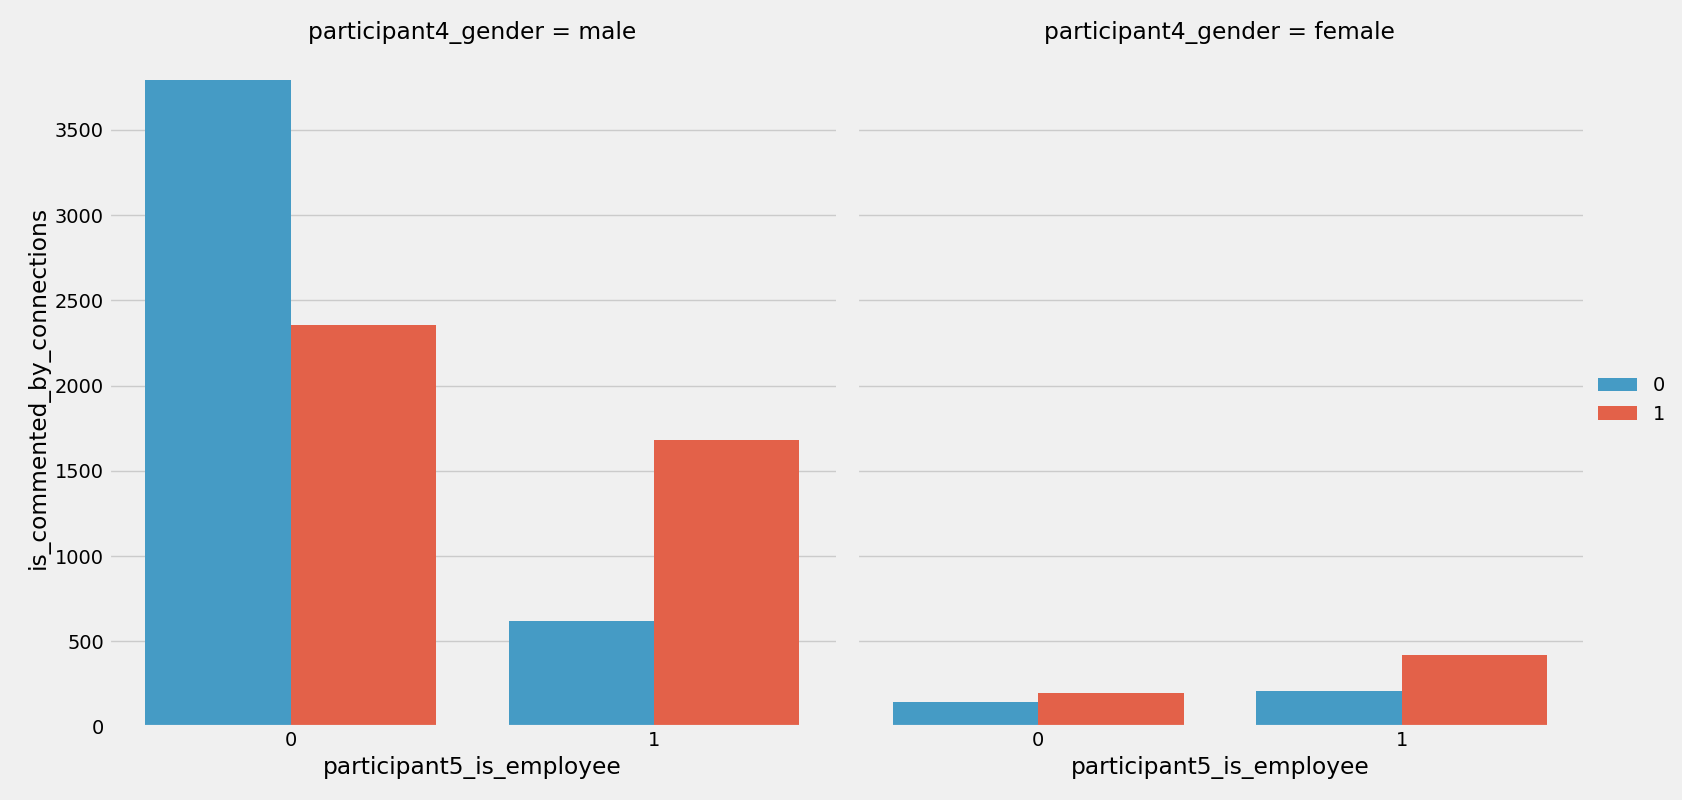 participant4_gender = male
participant4_gender = female
is_commented_by_connections
3500
3000
2500
2000
1500
1000
500
0
0 1
0 1
participant5_is_employee
participant5_is_employee
0
1